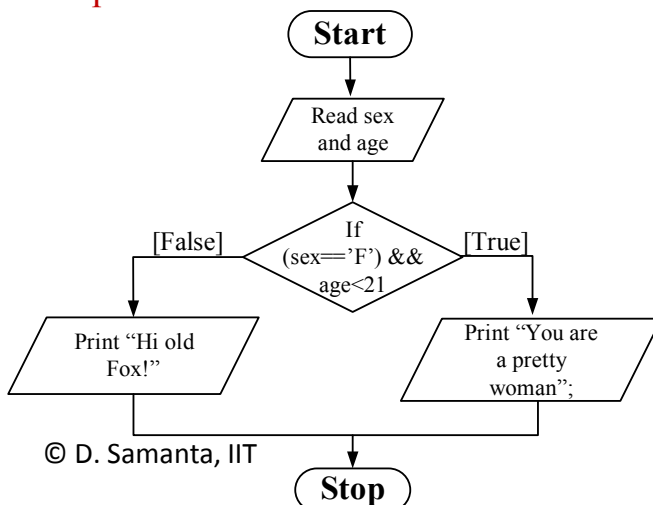 Start
Read sex
and age
If
(sex==’F’) &&
age<21
[False]
[True]
Print “Hi old
Fox!”
Print “You are
a pretty
woman”;
© D. Samanta, IIT
Stop